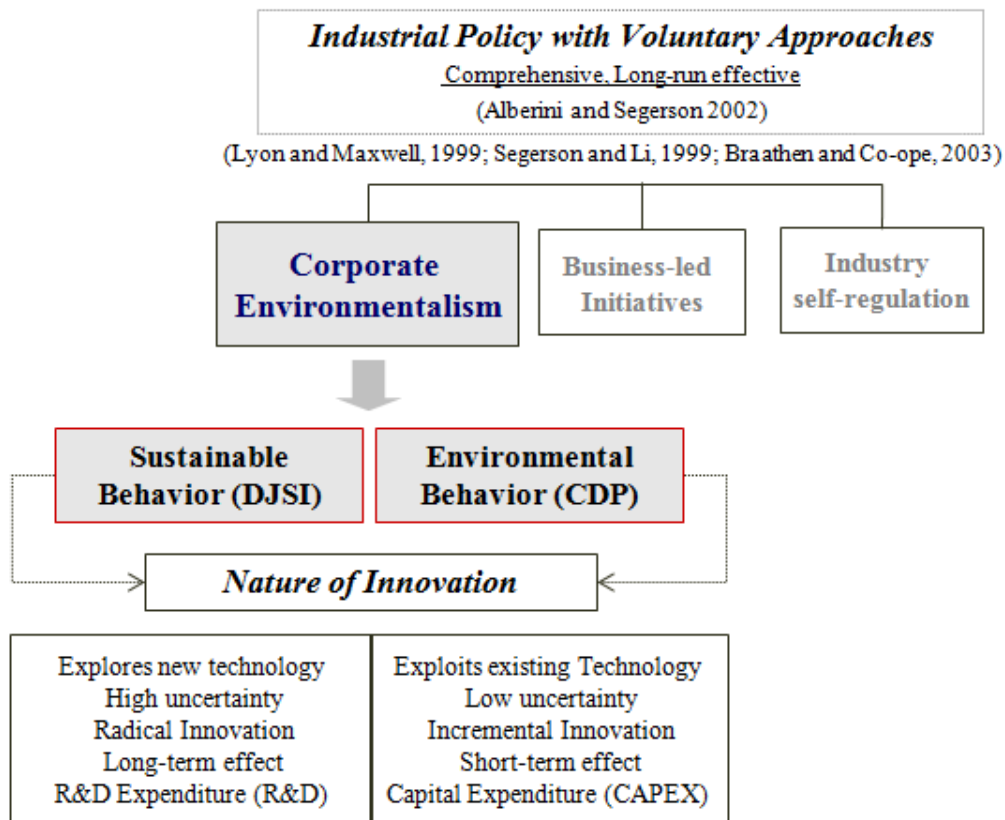 Industrial Policy with Voluntary Approaches
Comprehensive, Long-run effective
(Alberini and Segerson 2002)
(Lyon and Maxwell, 1999; Segerson and Li, 1999; Braathen and Co-ope, 2003)
Corporate
Environmentalism
Business-led
Initiatives
Industry
self-regulation
Sustainable
Behavior (DJSI)
Environmental
Behavior (CDP)
Nature of Innovation
Explores new technology
High uncertainty
Radical Innovation
Long-term effect
R&D Expenditure (R&D)
Exploits existing Technology
Low uncertainty
Incremental Innovation
Short-term effect
Capital Expenditure (CAPEX)